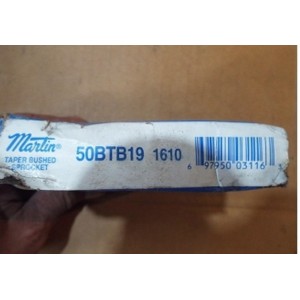 Martin®
TAPER BUSHED
SPROCKET
50BTB19 1610
6 97950 03116